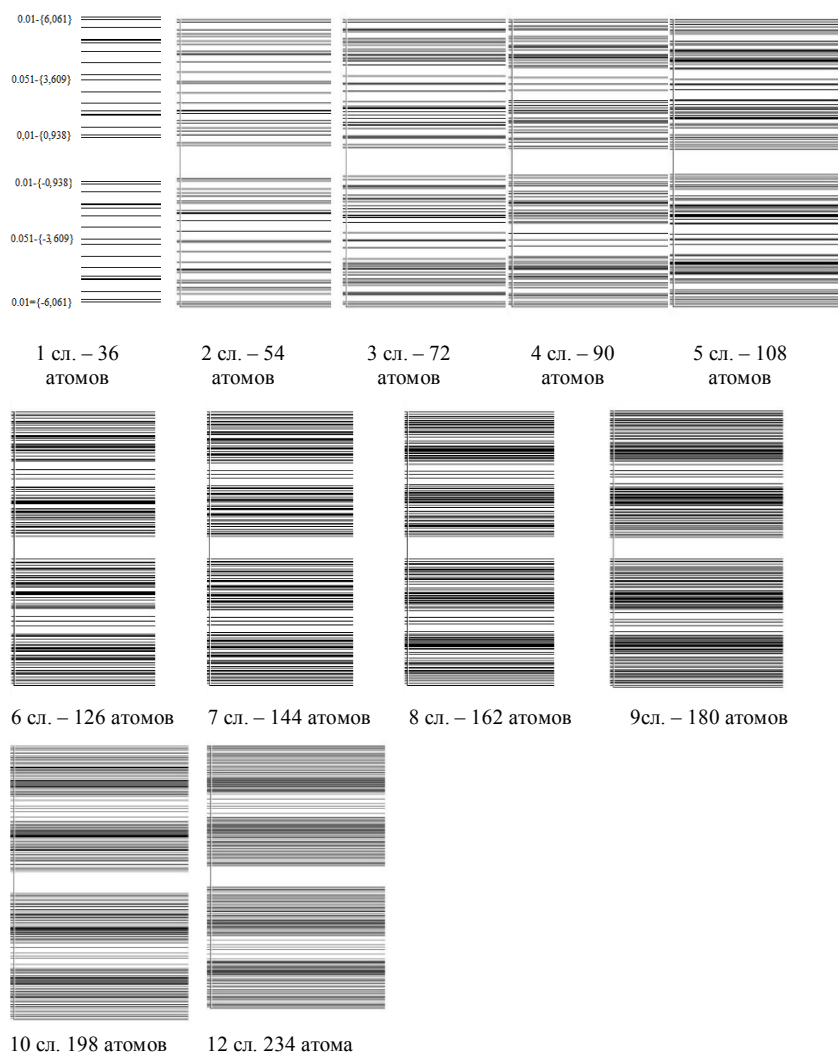 0.01-{6,061}
0.051-{3,609}
0,01-{0,938}
0.01-{-0,938}
0.051-{-3,609}
0.01={-6,061}
1 сл. – 36 атомов
2 сл. – 54 атомов
3 сл. – 72 атомов
4 сл. – 90 атомов
5 сл. – 108 атомов
6 сл. – 126 атомов
7 сл. – 144 атомов
8 сл. – 162 атомов
9сл. – 180 атомов
10 сл. 198 атомов
12 сл. 234 атома